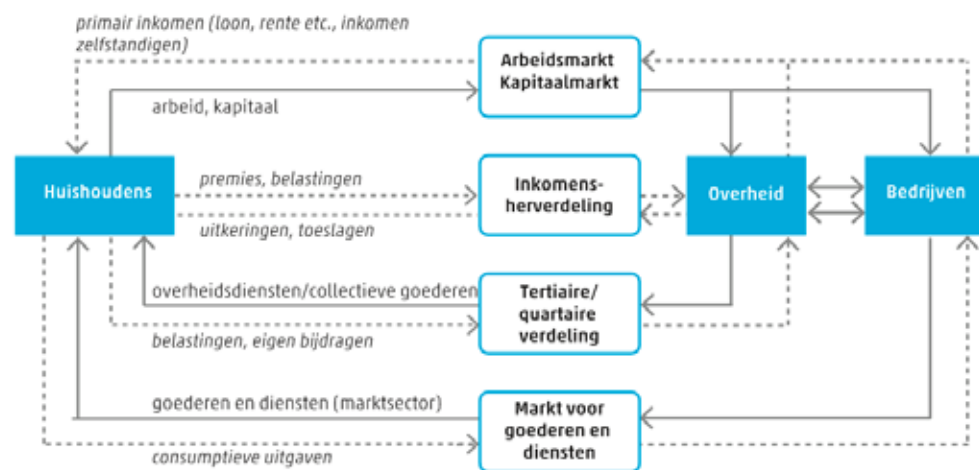 primair inkomen (loon, rente etc., inkomen
zelfstandigen)
Arbeidsmarkt
Kapitaalmarkt
arbeid, kapitaal
Huishoudens
premies, belastingen
Inkomens-
herverdeling
Overheid
Bedrijven
uitkeringen, toeslagen
overheidsdiensten/collectieve goederen
Tertiaire/
quartaire
verdeling
belastingen, eigen bijdragen
goederen en diensten (marktsector)
Markt voor
goederen en
diensten
consumptieve uitgaven